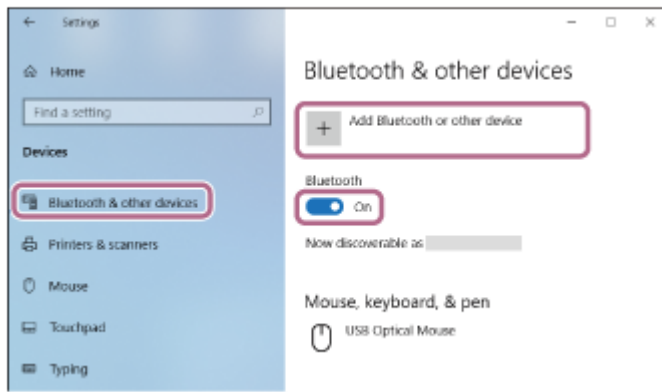 Settings
Home
Find a setting
Devices
Bluetooth & other devices
Printers & scanners
Mouse
Touchpad
Typing
Bluetooth & other devices
Add Bluetooth or other device
Bluetooth
On
Now discoverable as
Mouse, keyboard, & pen
USB Optical Mouse